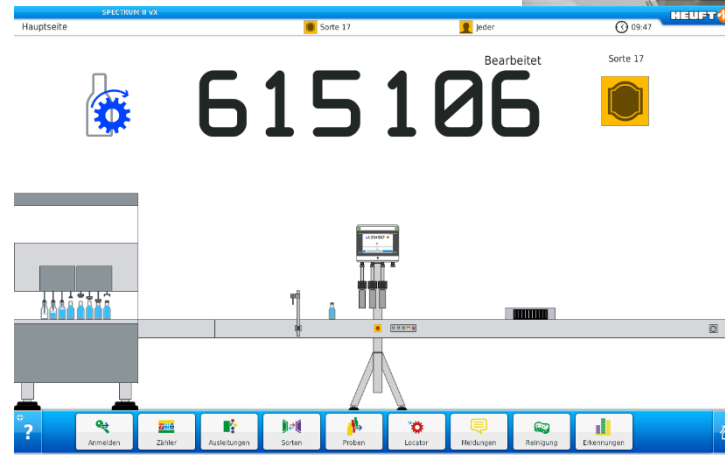 SPECTRUM II VX
HEUFT
Hauptseite
Sorte 17
Jeder
09:47
Bearbeitet
Sorte 17
615106
?
Anmelden
Zähler
Ausleitungen
Sorten
Proben
Locator
Meldungen
Reinigung
Erkennungen